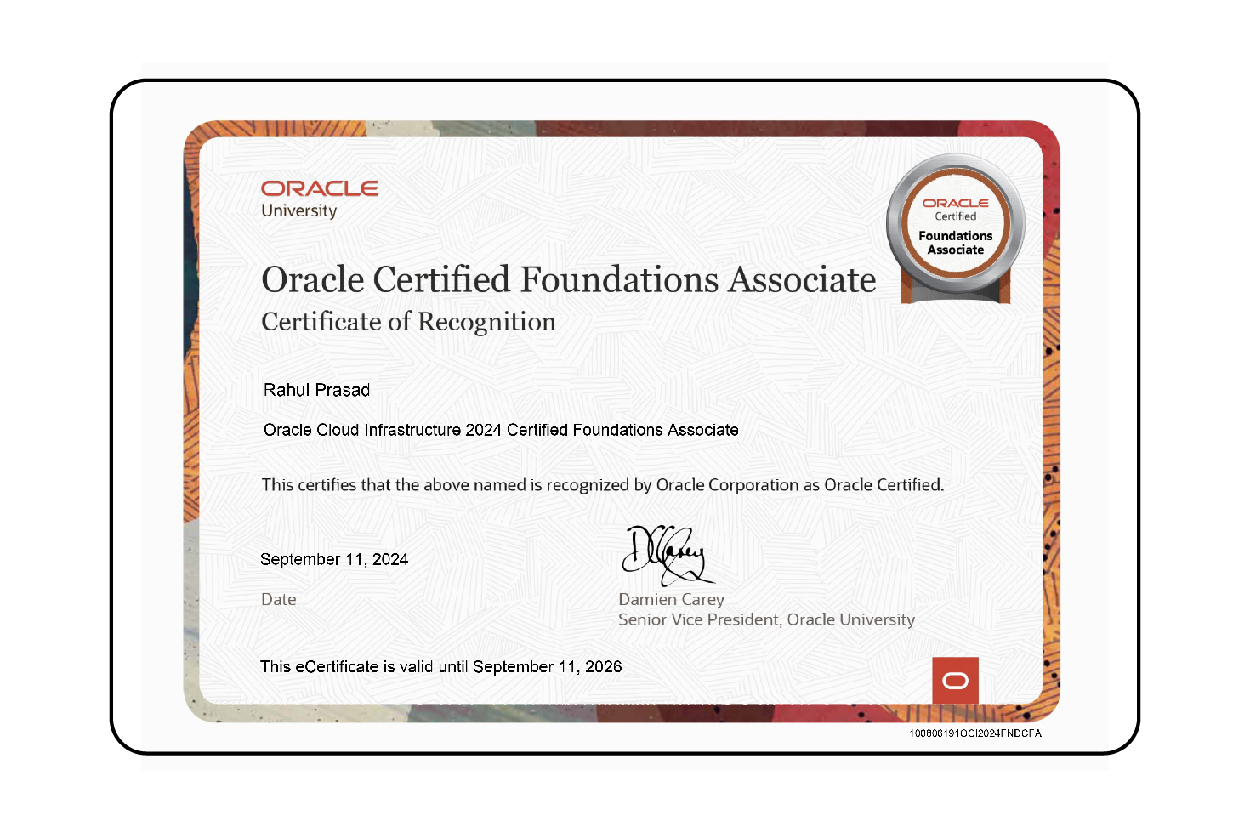 ORACLE
University
ORACLE
Certified
Foundations
Associate
Oracle Certified Foundations Associate
Certificate of Recognition
Rahul Prasad
Oracle Cloud Infrastructure 2024 Certified Foundations Associate
This certifies that the above named is recognized by Oracle Corporation as Oracle Certified.
September 11, 2024
Date
Damien Carey
Senior Vice President, Oracle University
This eCertificate is valid until September 11, 2026
100806191OCI2024FNDCFA